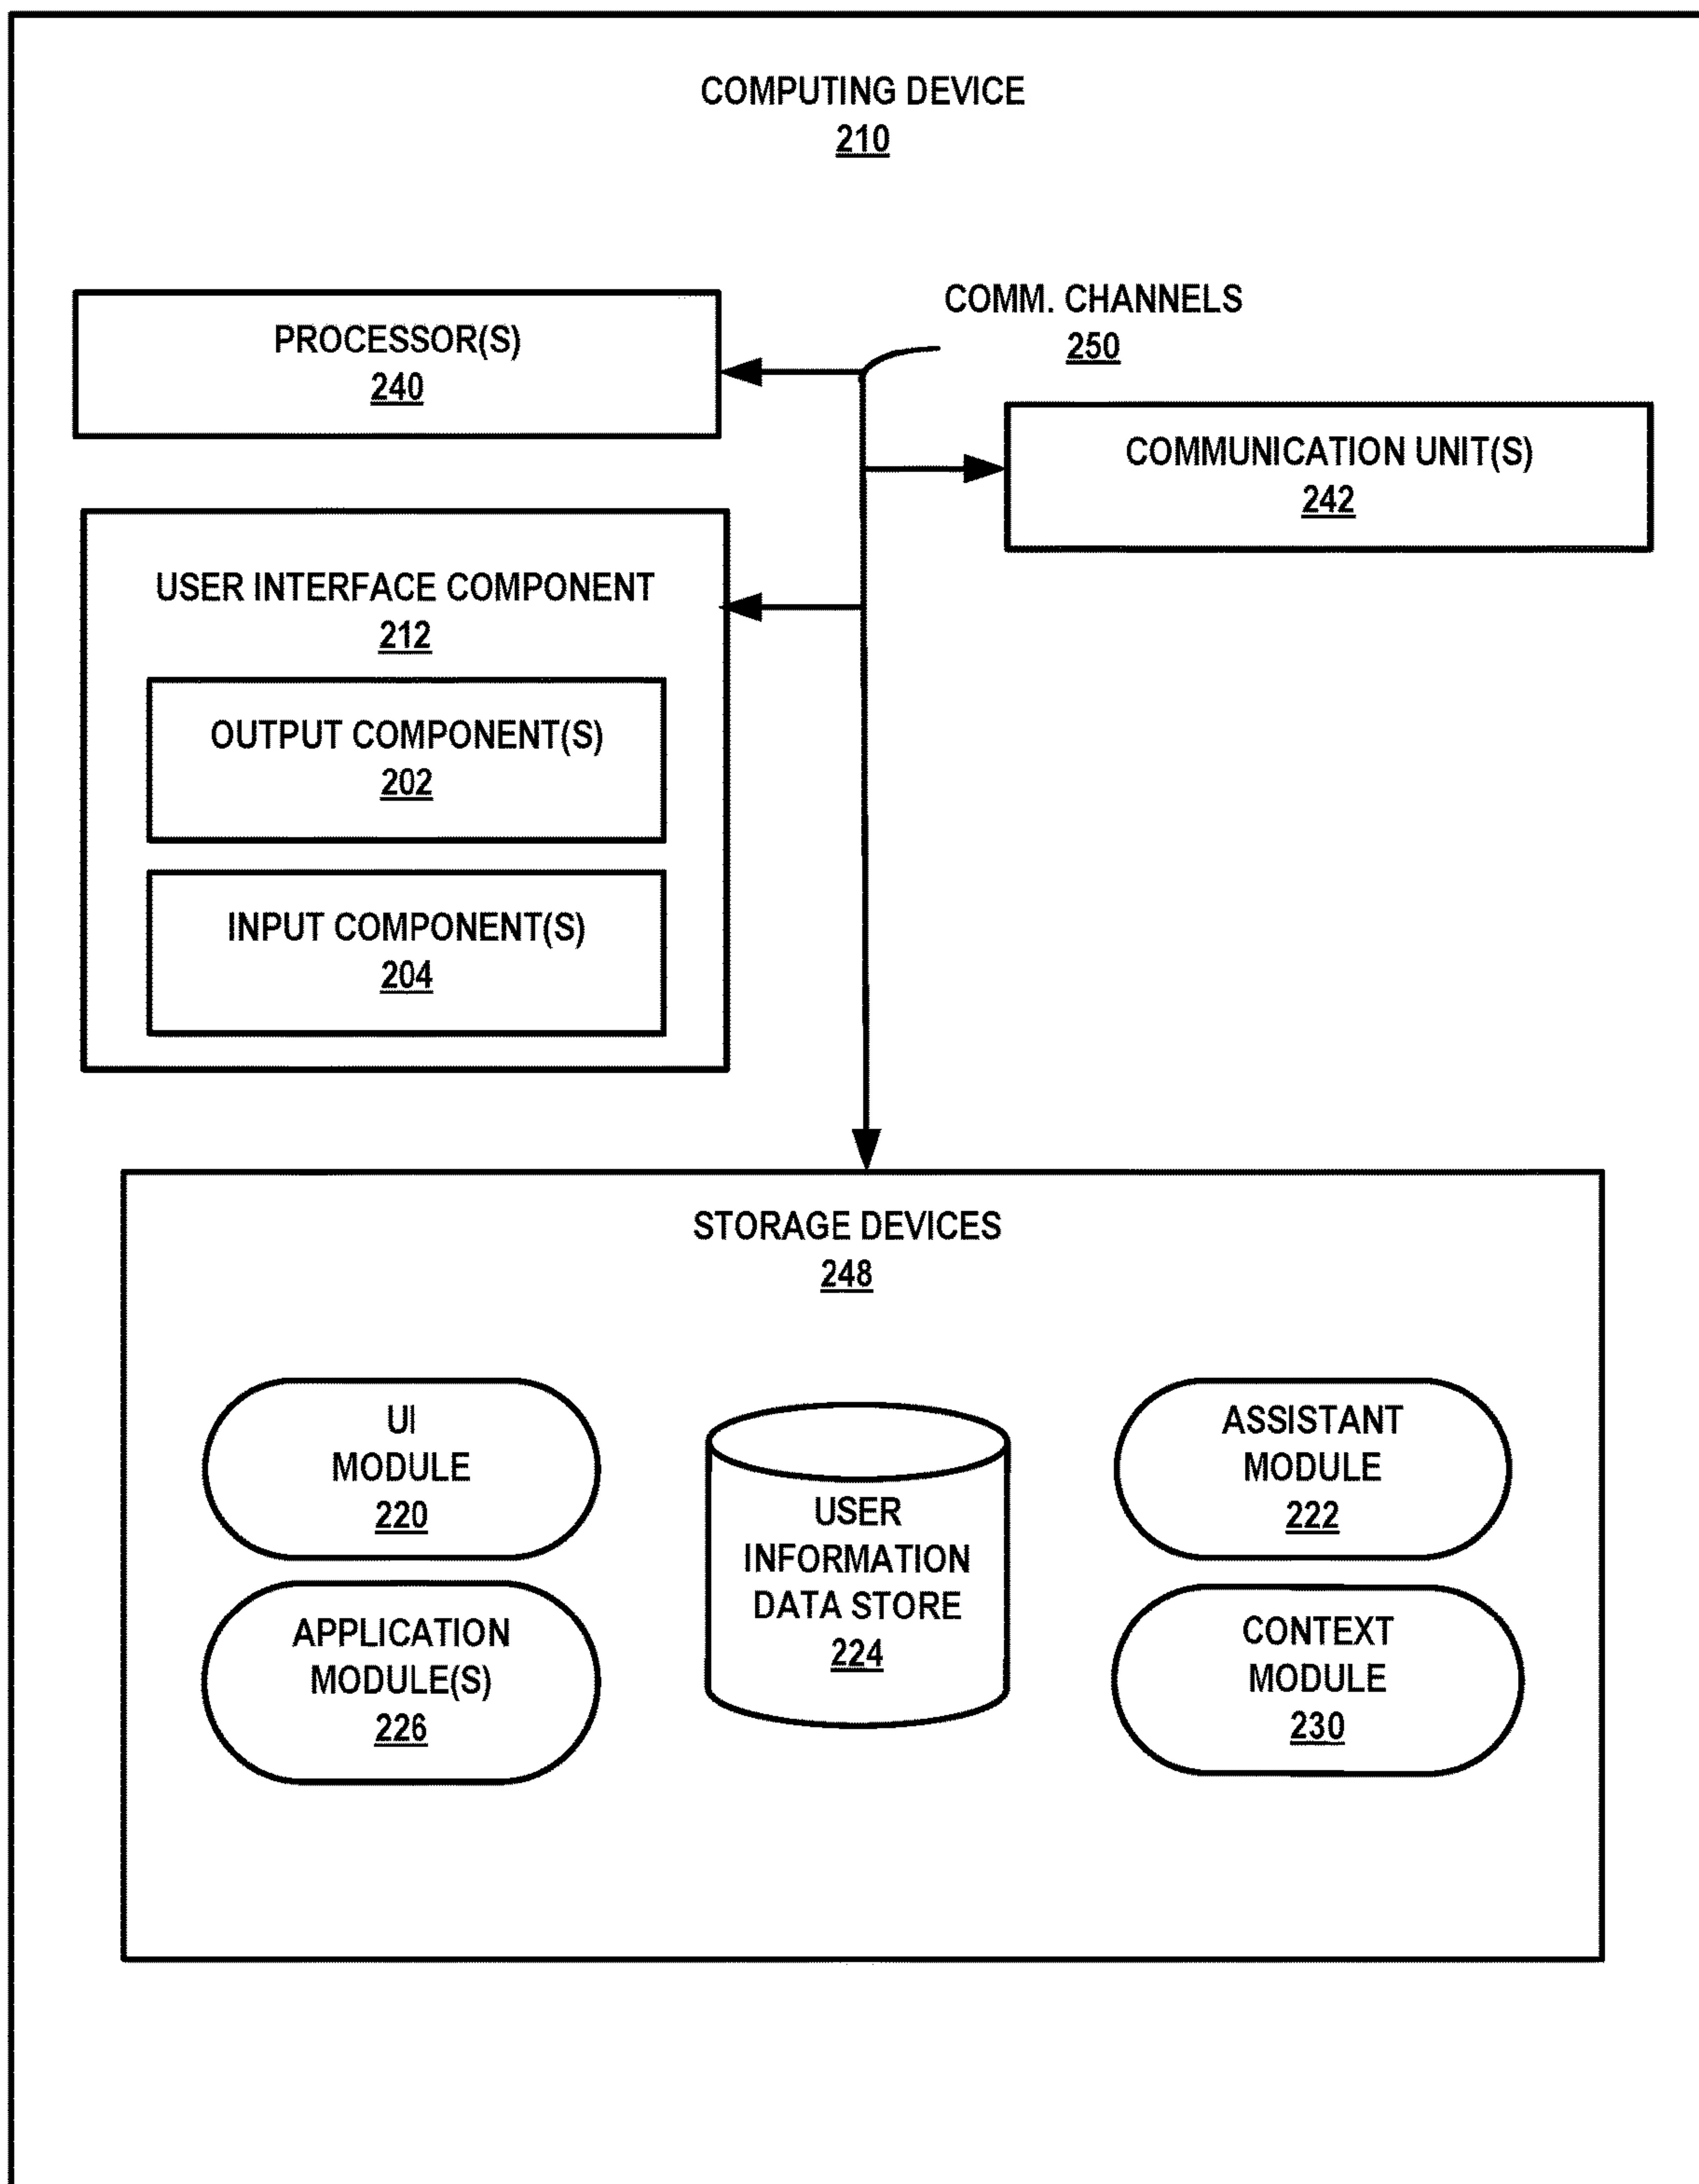 COMPUTING DEVICE
210
PROCESSOR(S)
240
COMM. CHANNELS
250
COMMUNICATION UNIT(S)
242
USER INTERFACE COMPONENT
212
OUTPUT COMPONENT(S)
202
INPUT COMPONENT(S)
204
STORAGE DEVICES
248
UI
MODULE
220
APPLICATION
MODULE(S)
226
USER
INFORMATION
DATA STORE
224
ASSISTANT
MODULE
222
CONTEXT
MODULE
230